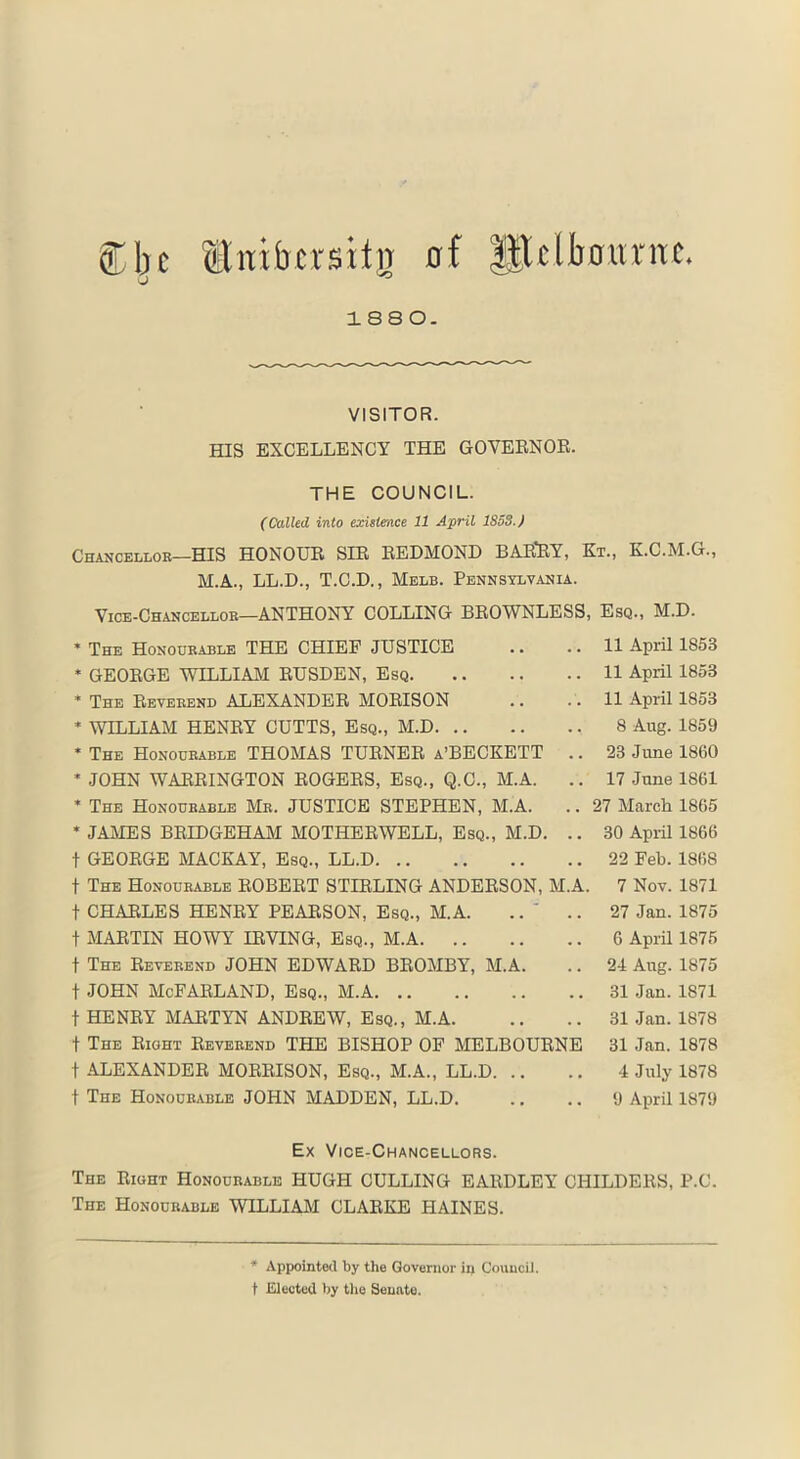 The University of Melbourne.
1880.
VISITOR.
HIS EXCELLENCY THE GOVERNOR.
THE COUNCIL.
(Called into existence 11 April 1853.)
Chancellor—HIS HONOUR SIR REDMOND BARRY, Kt., K.C.M.G.,
M.A., LL.D., T.C.D., Melb. Pennsylvania.
Vice-Chancellor—ANTHONY COLLING BROWNLESS, Esq., M.D.
* The Honourable THE CHIEF JUSTICE .. .. 11 April 1853
* GEORGE WILLIAM RUSDEN, Esq. .. .. .. 11 April 1853
* The Reverend ALEXANDER MORISON .. .. 11 April 1853
* WILLIAM HENRY CUTTS, Esq., M.D. .. .. .. 8 Aug. 1859
* The Honourable THOMAS TURNER a'BECKETT .. 23 June 1860
* JOHN WARRINGTON ROGERS, Esq., Q.C., M.A. .. 17 June 1861
* The Honourable Mr. JUSTICE STEPHEN, M.A. .. 27 March 1865
* JAMES BRIDGEHAM MOTHERWELL, Esq., M.D. .. 30 April 1866
† GEORGE MACKAY, Esq., LL.D. .. .. .. .. 22 Feb. 1868
† The Honourable ROBERT STIRLING ANDERSON, M.A. 7 Nov. 1871
† CHARLES HENRY PEARSON, Esq., M.A. .. .. 27 Jan. 1875
† MARTIN HOWY IRVING, Esq., M.A. .. .. .. 6 April 1875
† The Reverend JOHN EDWARD BROMBY, M.A. .. 24 Aug. 1875
† JOHN McFARLAND, Esq., M.A. .. .. .. .. 31 Jan. 1871
† HENRY MARTYN ANDREW, Esq., M.A. .. .. 31 Jan. 1878
† The Right Reverend THE BISHOP OF MELBOURNE 31 Jan. 1878
† ALEXANDER MORRISON, Esq., M.A., LL.D. .. .. 4 July 1878
† The Honourable JOHN MADDEN, LL.D. .. .. 9 April 1879
Ex Vice-Chancellors.
The Right Honourable HUGH CULLING EARDLEY CHILDERS, P.C.
The Honourable WILLIAM CLARKE HAINES.
* Appointed by the Governor in Council.
† Elected by the Senate.